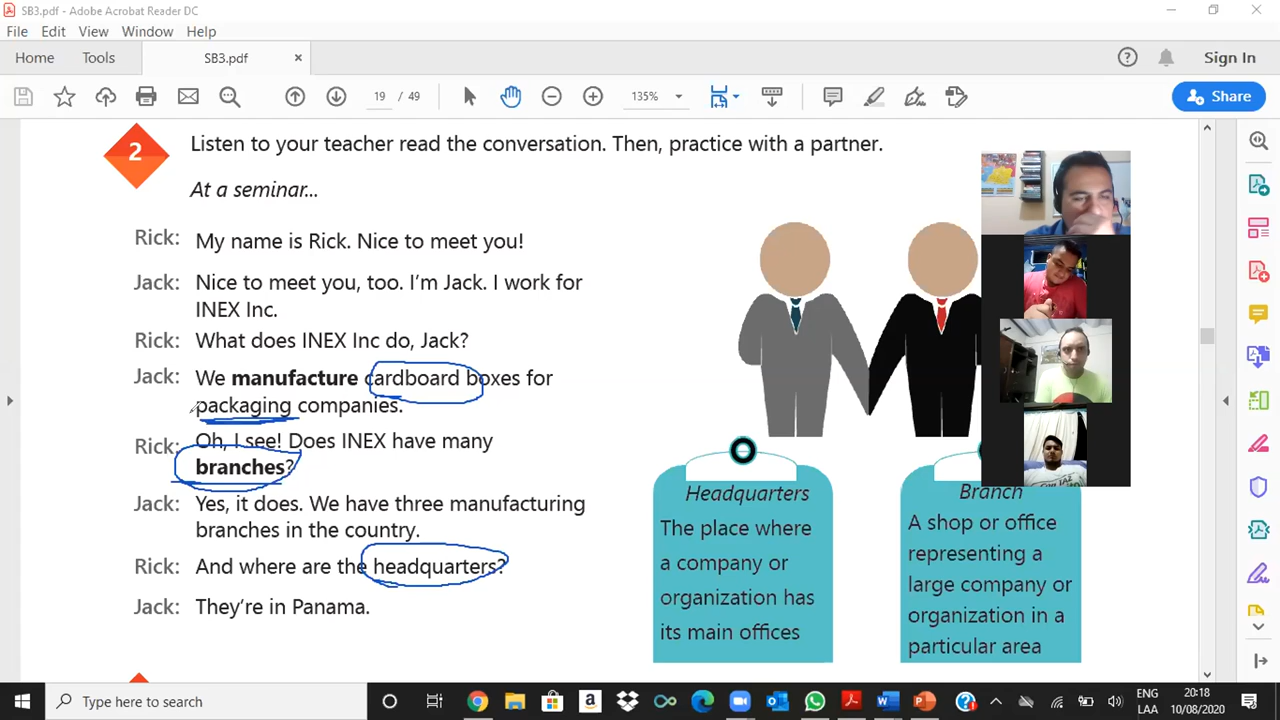 SB3.pdf - Adobe Acrobat Reader DC
File Edit View Window Help
Home Tools SB3.pdf × Sign In
19 / 49 135% Share
2 Listen to your teacher read the conversation. Then, practice with a partner.
At a seminar...
Rick: My name is Rick. Nice to meet you!
Jack: Nice to meet you, too. I'm Jack. I work for
INEX Inc.
Rick: What does INEX Inc do, Jack?
Jack: We manufacture cardboard boxes for
packaging companies.
Rick: Oh, I see! Does INEX have many
branches?
Jack: Yes, it does. We have three manufacturing
branches in the country.
Rick: And where are the headquarters?
Jack: They're in Panama.
Headquarters
The place where
a company or
organization has
its main offices
Branch
A shop or office
representing a
large company or
organization in a
particular area
Type here to search
ENG 20:18
LAA 10/08/2020